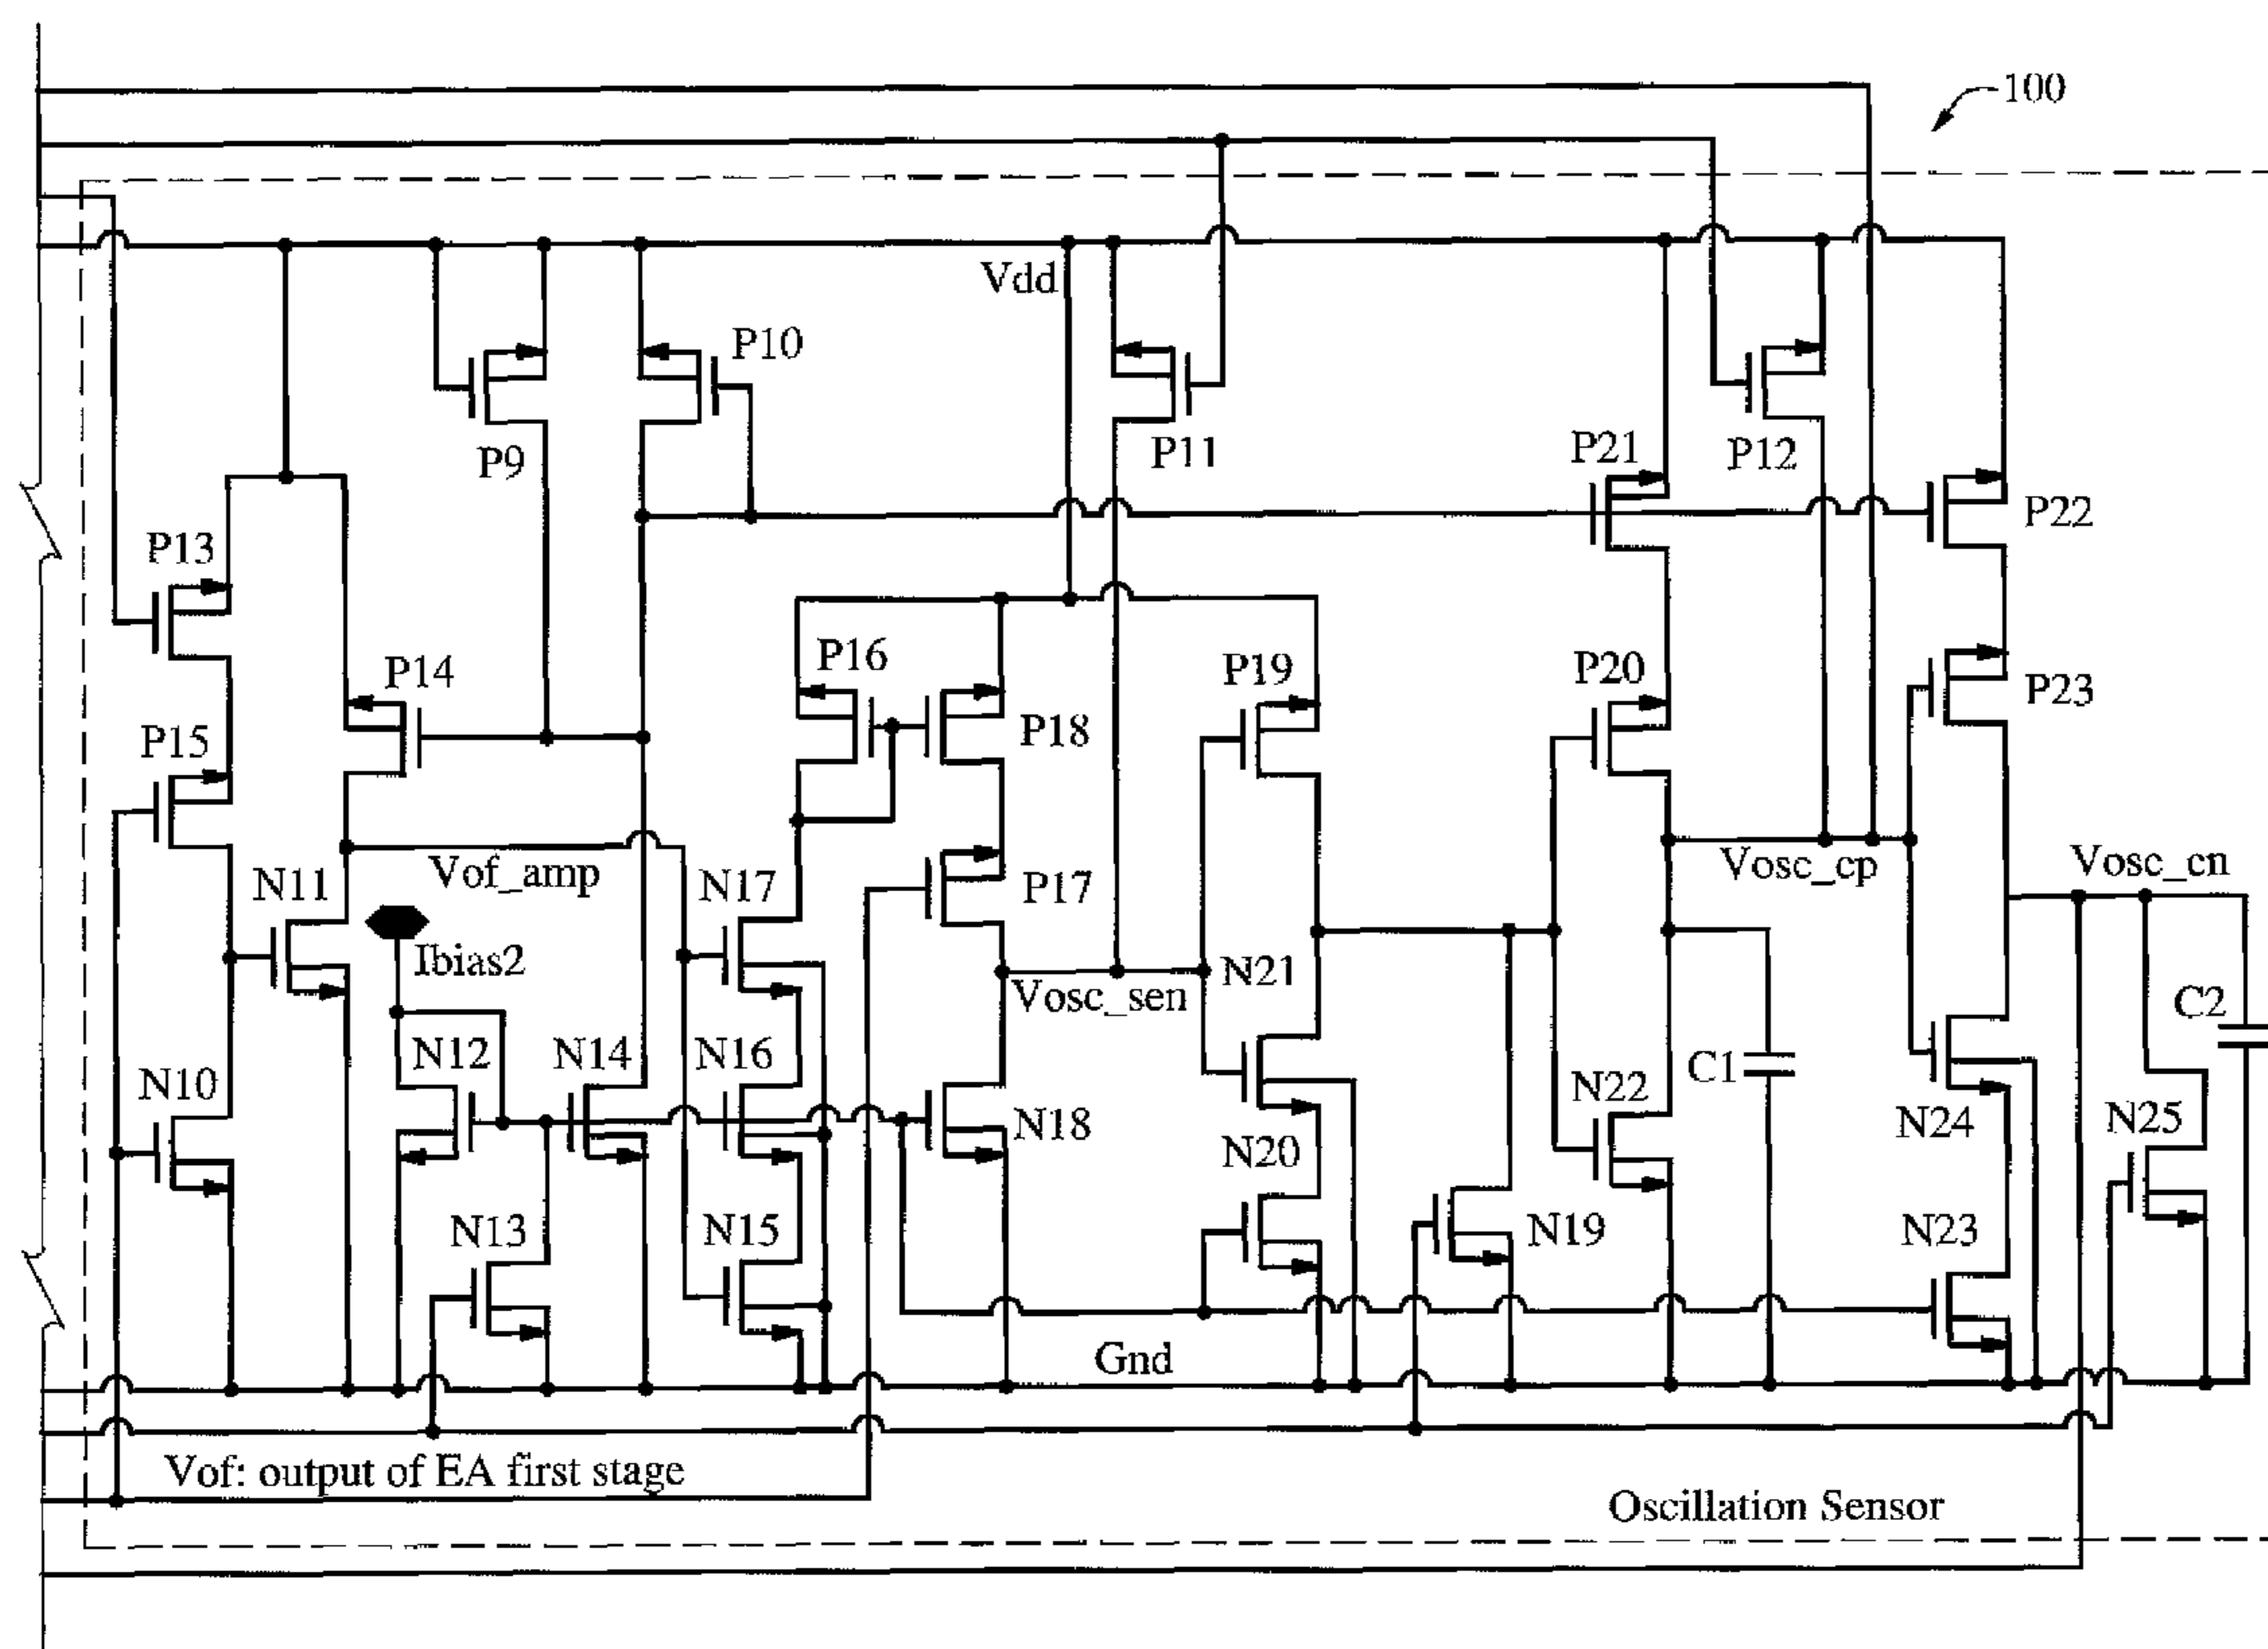 100
Vdd
P10
P9
P11
P21
P12
P22
P13
P16
P14
P19
P20
P18
P23
P15
N11
Vof_amp
N17
P17
Vosc_cp
Vosc_cn
Ibias2
Vosc_sen
N21
C2
N12
N14
N16
C1
N10
N22
N18
N24
N25
N20
N13
N15
N19
N23
Gnd
Vof: output of EA first stage
Oscillation Sensor